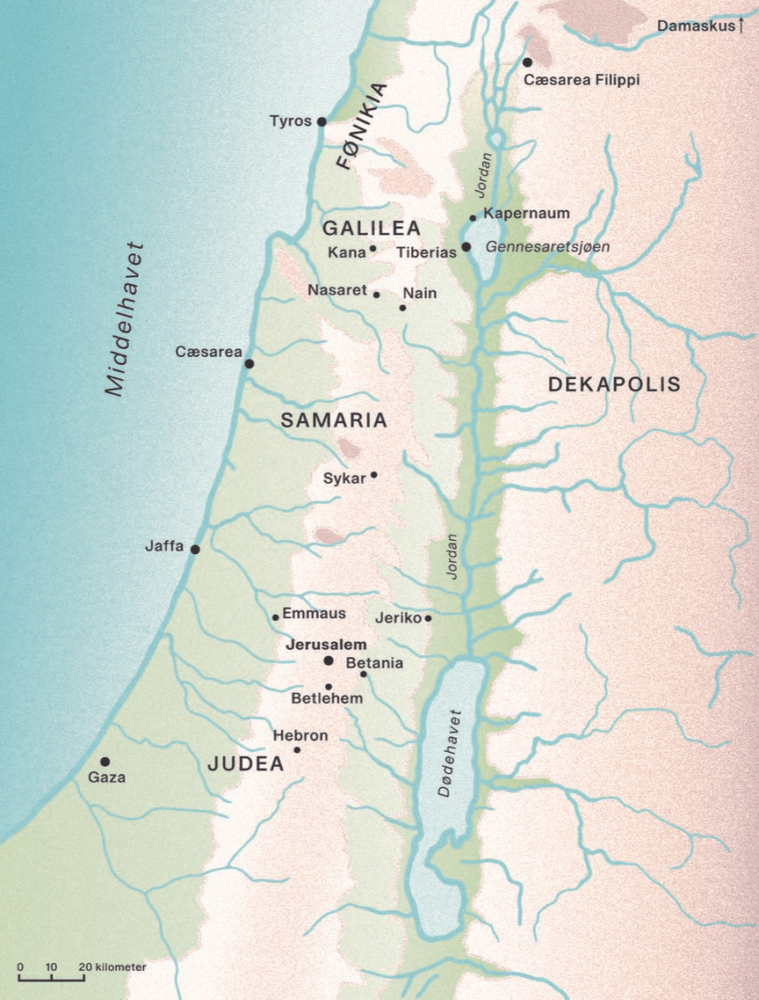 Damaskus↑
Cæsarea Filippi
Tyros
FØNIKIA
Jordan
Kapernaum
GALILEA
Kana
Tiberias
Gennesaretsjøen
Middelhavet
Nasaret
Nain
Cæsarea
DEKAPOLIS
SAMARIA
Sykar
Jaffa
Jordan
Emmaus
Jeriko
Jerusalem
Betania
Betlehem
Hebron
JUDEA
Dødehavet
Gaza
0 10 20 kilometer